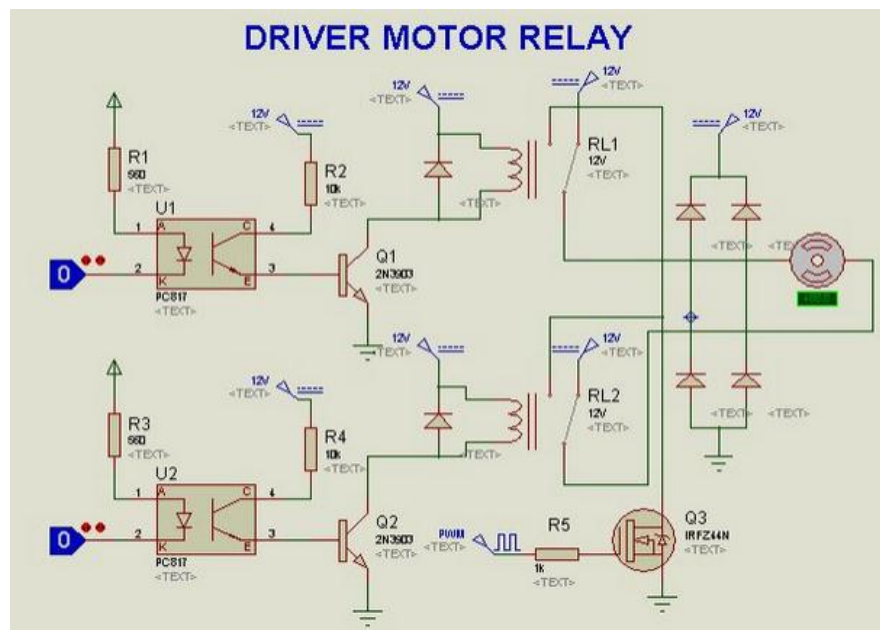 DRIVER MOTOR RELAY
12V
<TEXT>
12V
<TEXT>
12V
<TEXT>
12V
<TEXT>
R1
560
<TEXT>
R2
10k
<TEXT>
RL1
12V
<TEXT>
U1
1 A C 4
2 K E 3
0
PC817
<TEXT>
Q1
2N3903
<TEXT>
<TEXT>
<TEXT>
<TEXT>
12V
<TEXT>
12V
<TEXT>
12V
<TEXT>
R3
560
<TEXT>
R4
10k
<TEXT>
RL2
12V
<TEXT>
<TEXT>
<TEXT>
<TEXT>
U2
1 A C 4
2 K E 3
0
PC817
<TEXT>
Q2
2N3903
<TEXT>
PWM
<TEXT>
R5
1k
<TEXT>
Q3
IRFZ44N
<TEXT>